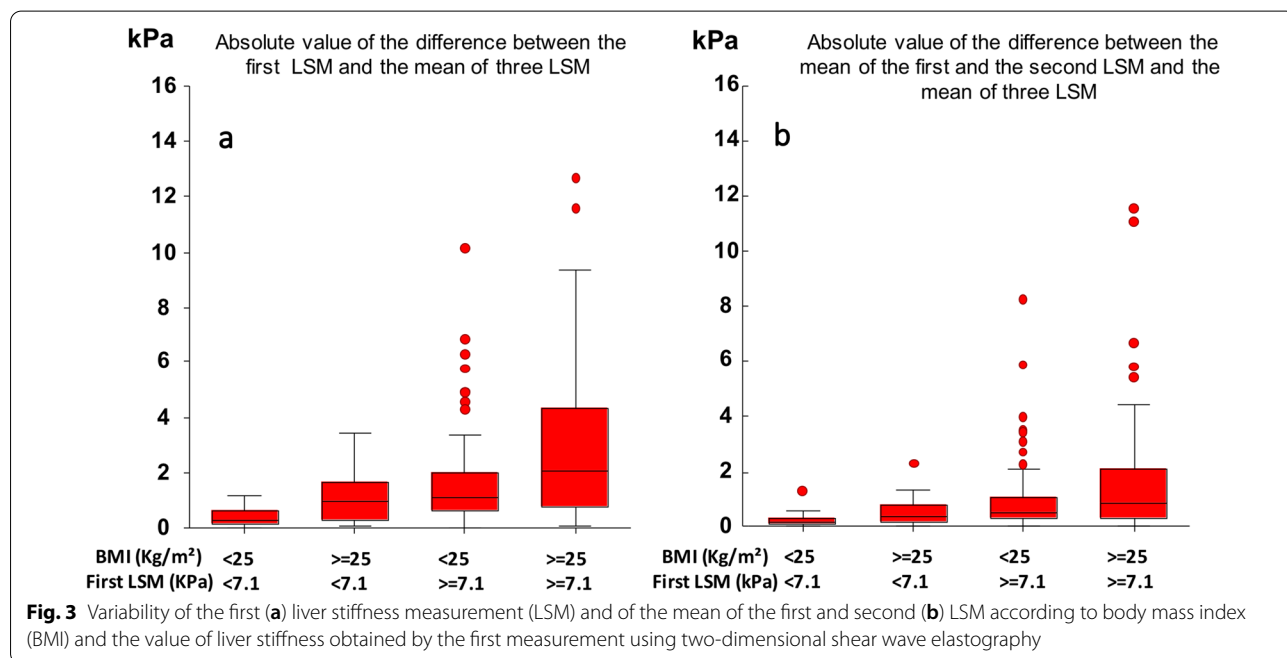 kPa
Absolute value of the difference between the
first LSM and the mean of three LSM
16
14
12
10
8
6
4
2
0
a
BMI (Kg/m²) <25 >=25 <25 >=25
First LSM (KPa) <7.1 <7.1 >=7.1 >=7.1
kPa
Absolute value of the difference between the
mean of the first and the second LSM and the
mean of three LSM
16
14
12
10
8
6
4
2
0
b
BMI (Kg/m²) <25 >=25 <25 >=25
First LSM (kPa) <7.1 <7.1 >=7.1 >=7.1
Fig. 3 Variability of the first (a) liver stiffness measurement (LSM) and of the mean of the first and second (b) LSM according to body mass index
(BMI) and the value of liver stiffness obtained by the first measurement using two-dimensional shear wave elastography